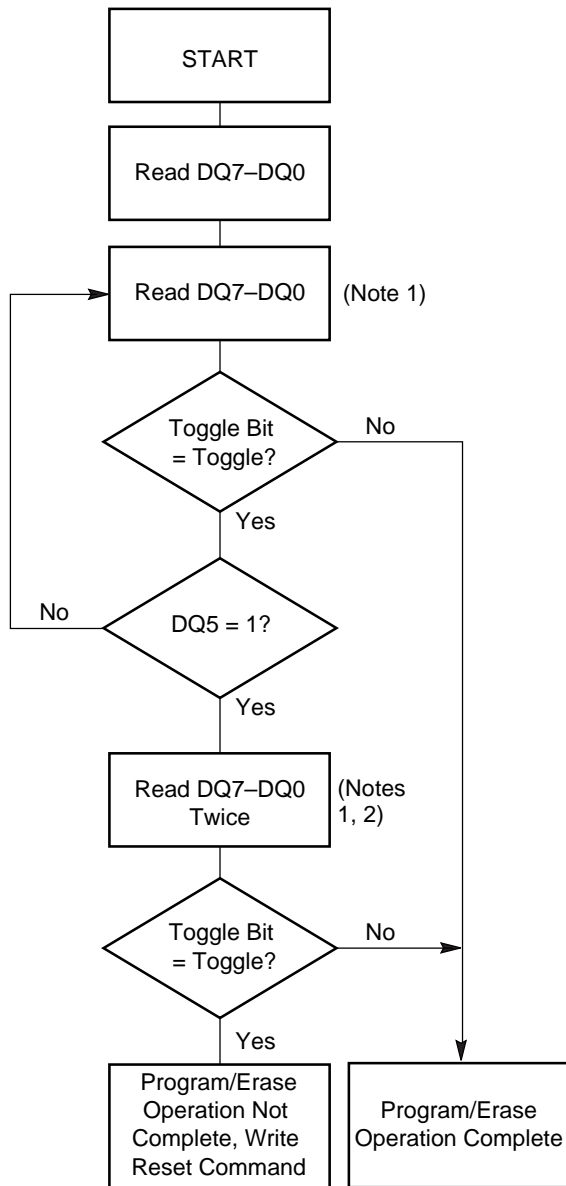 START
Read DQ7–DQ0
Read DQ7–DQ0
(Note 1)
Toggle Bit
= Toggle?
No
Yes
No
DQ5 = 1?
Yes
Read DQ7–DQ0
Twice
(Notes
1, 2)
Toggle Bit
= Toggle?
No
Yes
Program/Erase
Operation Not
Complete, Write
Reset Command
Program/Erase
Operation Complete